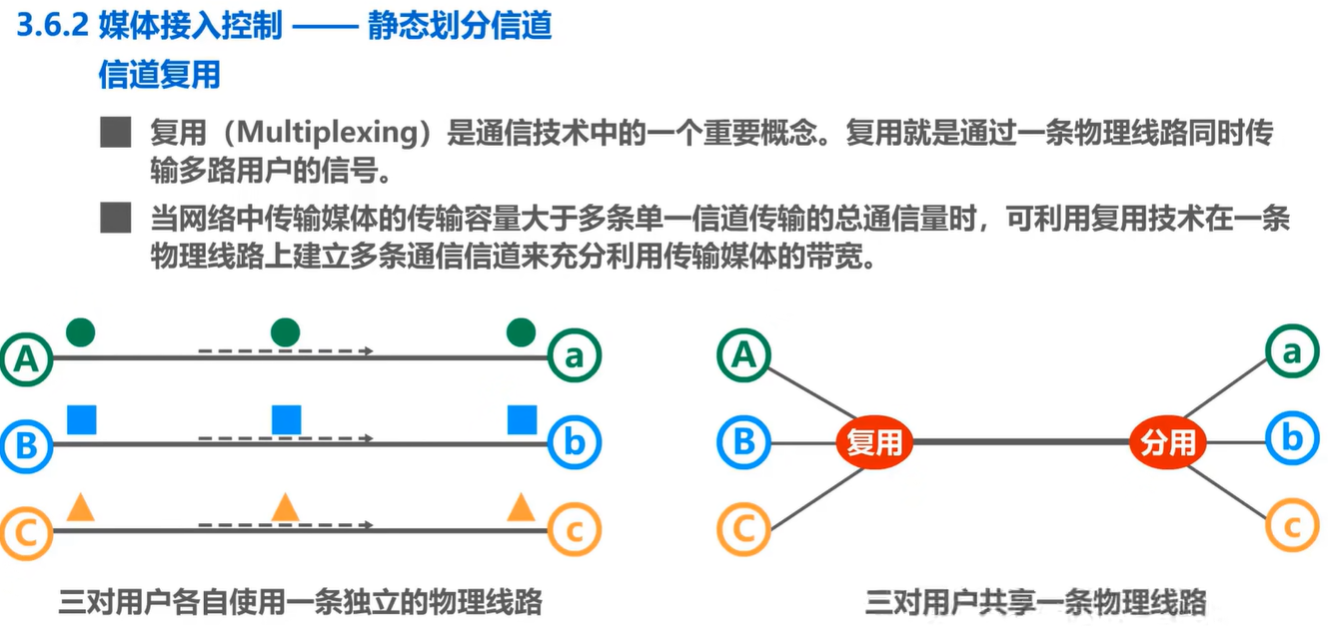 3.6.2 媒体接入控制 —— 静态划分信道
信道复用
复用（Multiplexing）是通信技术中的一个重要概念。复用就是通过一条物理线路同时传
输多路用户的信号。
当网络中传输媒体的传输容量大于多条单一信道传输的总通信量时，可利用复用技术在一条
物理线路上建立多条通信信道来充分利用传输媒体的带宽。
A a A a
B b B 复用 分用 b
C c C c
三对用户各自使用一条独立的物理线路 三对用户共享一条物理线路